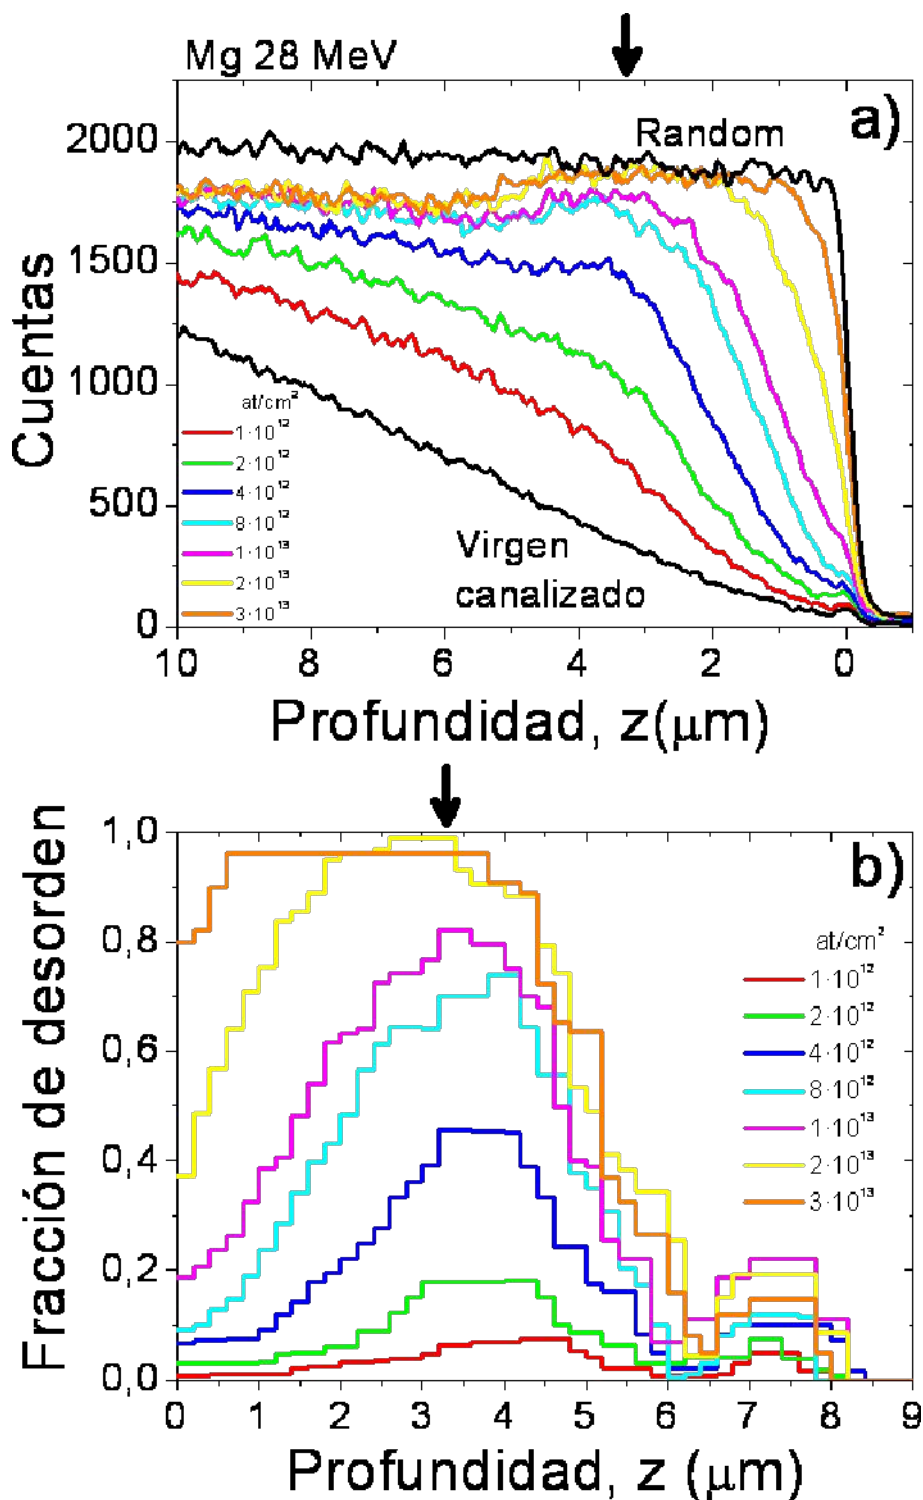 Mg 28 MeV
a)
Random
2000
1500
1000
500
0
Cuentas
at/cm²
1·10¹²
2·10¹²
4·10¹²
8·10¹²
1·10¹³
2·10¹³
3·10¹³
Virgen
canalizado
10 8 6 4 2 0
Profundidad, z(μm)
b)
1,0
0,8
0,6
0,4
0,2
0,0
Fracción de desorden
at/cm²
1·10¹²
2·10¹²
4·10¹²
8·10¹²
1·10¹³
2·10¹³
3·10¹³
0 1 2 3 4 5 6 7 8 9
Profundidad, z (μm)